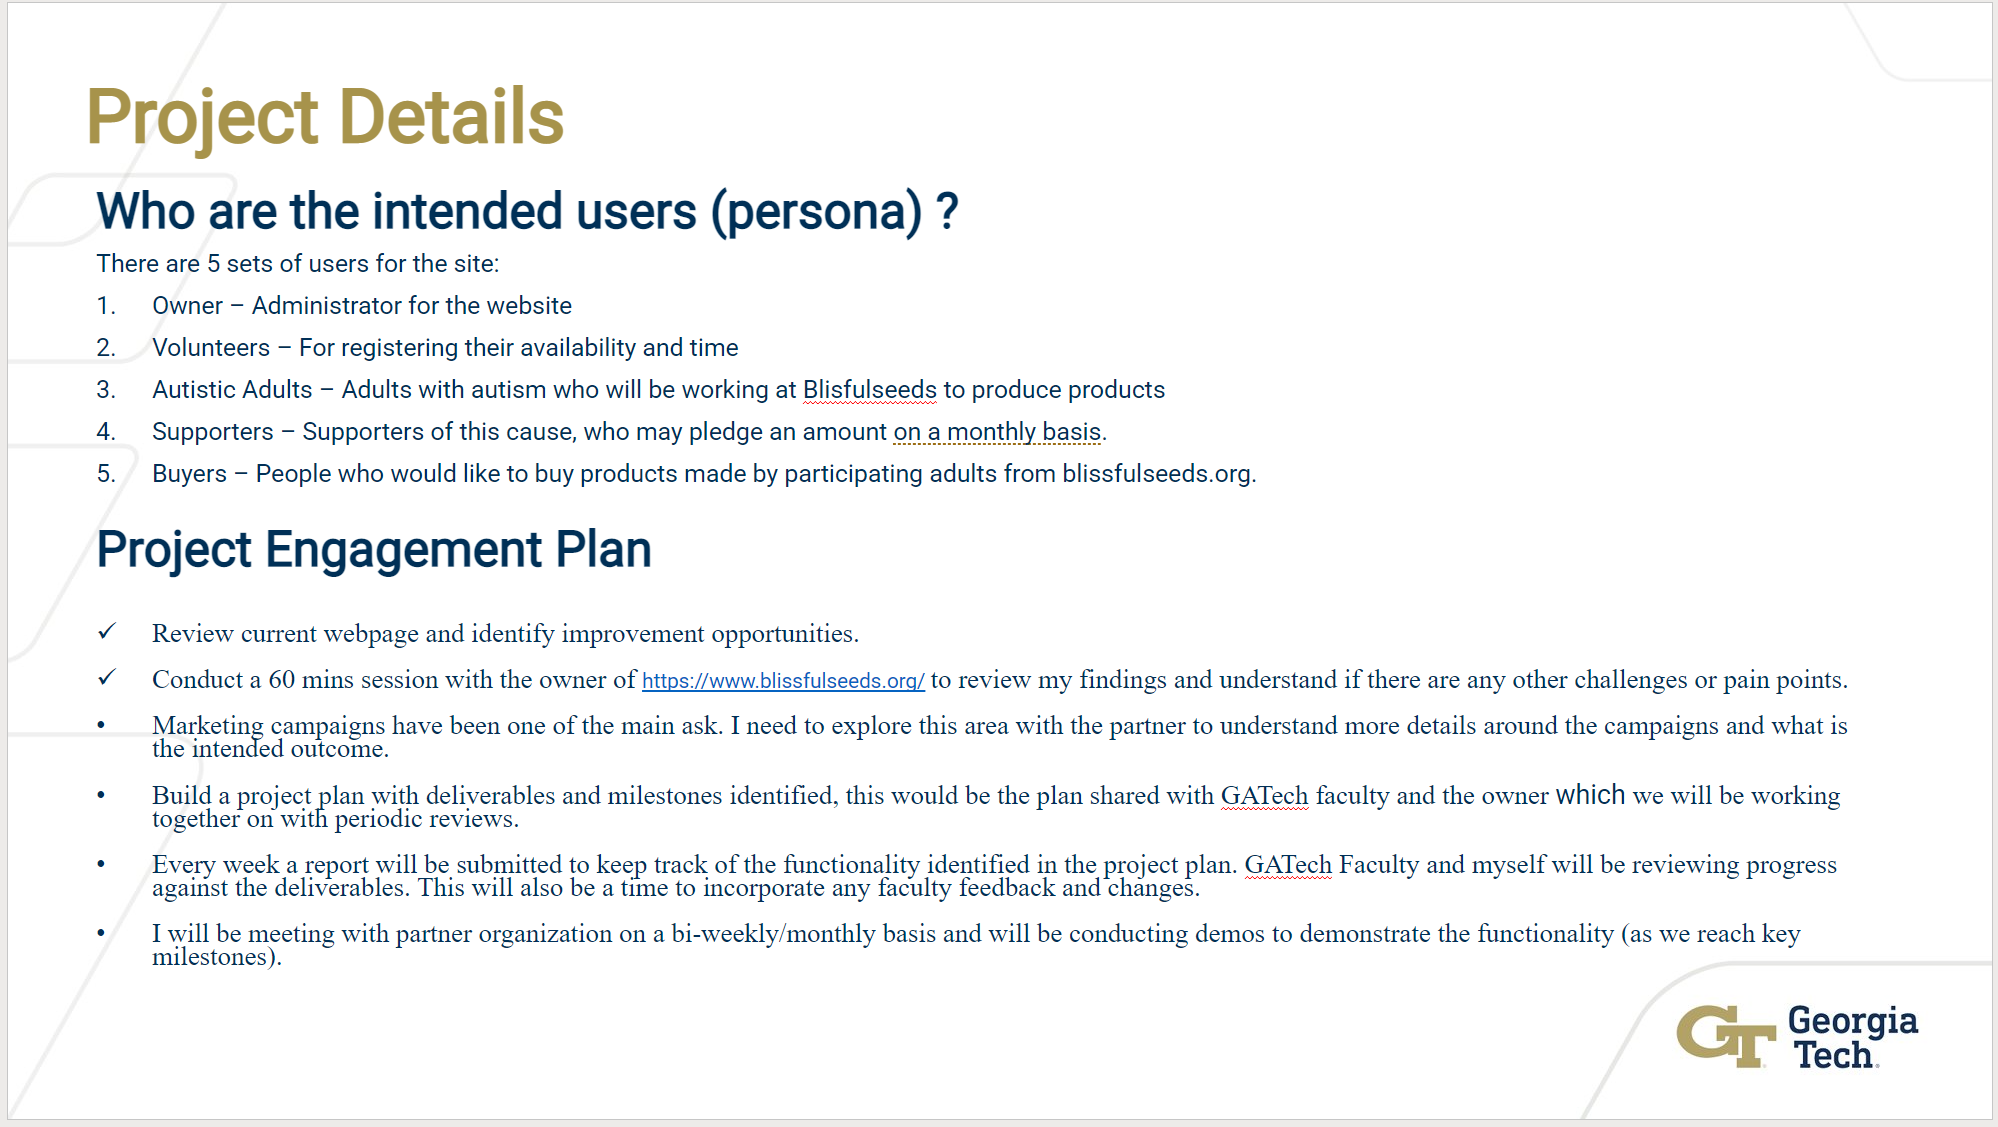 Project Details
Who are the intended users (persona) ?
There are 5 sets of users for the site:
1. Owner – Administrator for the website
2. Volunteers – For registering their availability and time
3. Autistic Adults – Adults with autism who will be working at Blisfulseeds to produce products
4. Supporters – Supporters of this cause, who may pledge an amount on a monthly basis.
5. Buyers – People who would like to buy products made by participating adults from blissfulseeds.org.
Project Engagement Plan
✓ Review current webpage and identify improvement opportunities.
✓ Conduct a 60 mins session with the owner of https://www.blissfulseeds.org/ to review my findings and understand if there are any other challenges or pain points.
• Marketing campaigns have been one of the main ask. I need to explore this area with the partner to understand more details around the campaigns and what is
the intended outcome.
• Build a project plan with deliverables and milestones identified, this would be the plan shared with GATech faculty and the owner which we will be working
together on with periodic reviews.
• Every week a report will be submitted to keep track of the functionality identified in the project plan. GATech Faculty and myself will be reviewing progress
against the deliverables. This will also be a time to incorporate any faculty feedback and changes.
• I will be meeting with partner organization on a bi-weekly/monthly basis and will be conducting demos to demonstrate the functionality (as we reach key
milestones).
GT Georgia
Tech